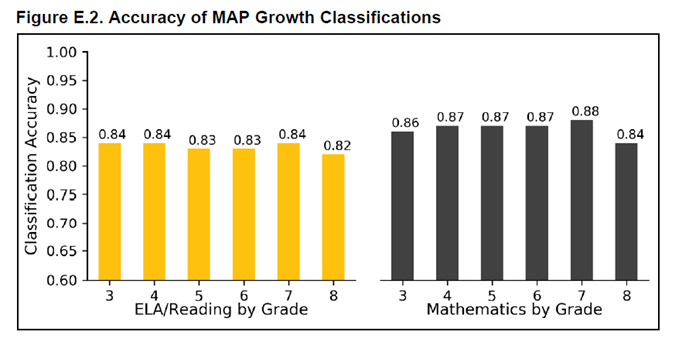 Figure E.2. Accuracy of MAP Growth Classifications
Classification Accuracy
1.00
0.95
0.90
0.85
0.80
0.75
0.70
0.65
0.60
0.84 0.84 0.83 0.83 0.84 0.82
3 4 5 6 7 8
ELA/Reading by Grade
0.86 0.87 0.87 0.87 0.88 0.84
3 4 5 6 7 8
Mathematics by Grade